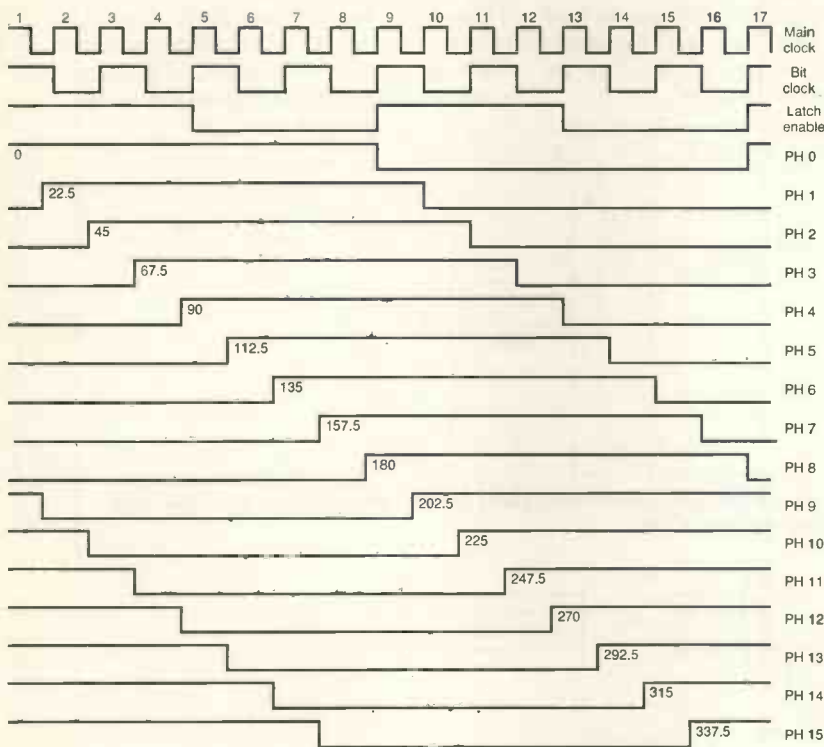 1 2 3 4 5 6 7 8 9 10 11 12 13 14 15 16 17
Main
clock
Bit
clock
Latch
enable
0 PH 0
22.5 PH 1
45 PH 2
67.5 PH 3
90 PH 4
112.5 PH 5
135 PH 6
157.5 PH 7
180 PH 8
202.5 PH 9
225 PH 10
247.5 PH 11
270 PH 12
292.5 PH 13
315 PH 14
337.5 PH 15